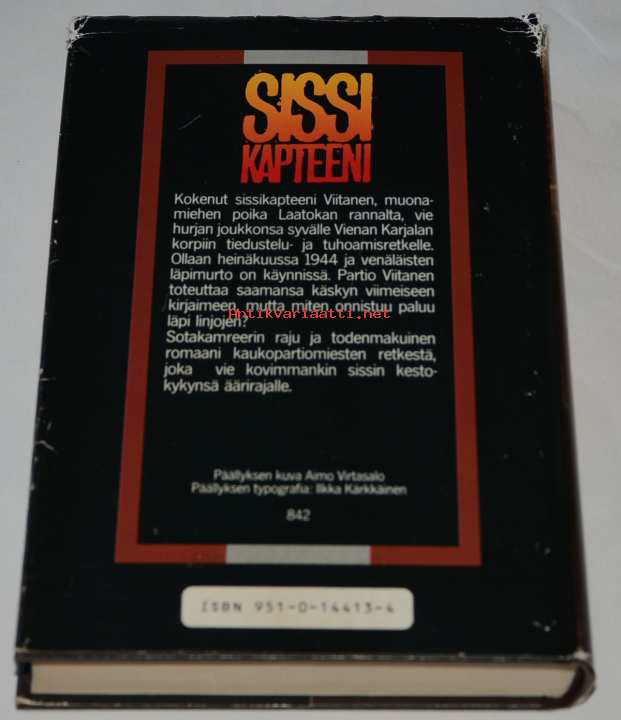 SISSI
KAPTEENI
Kokenut sissikapteeni Viitanen, muona-
miehen poika Laatokan rannalta, vie
hurjan joukkonsa syvälle Vienan Karjalan
korpiin tiedustelu- ja tuhoamisretkelle.
Ollaan heinäkuussa 1944 ja venäläisten
läpimurto on käynnissä. Partio Viitanen
toteuttaa saamansa käskyn viimeiseen
kirjaimeen, mutta miten onnistuu paluu
Antikvariaatti.net
läpi linjojen?
Sotakamreerin raju ja todenmakuinen
romaani kaukopartiomiesten retkestä,
joka vie kovimmankin sissin kesto-
kykynsä äärirajalle.
Päällyksen kuva Aimo Virtasalo
Päällyksen typografia: Ilkka Kärkkäinen
842
ISBN 951-0-14413-4